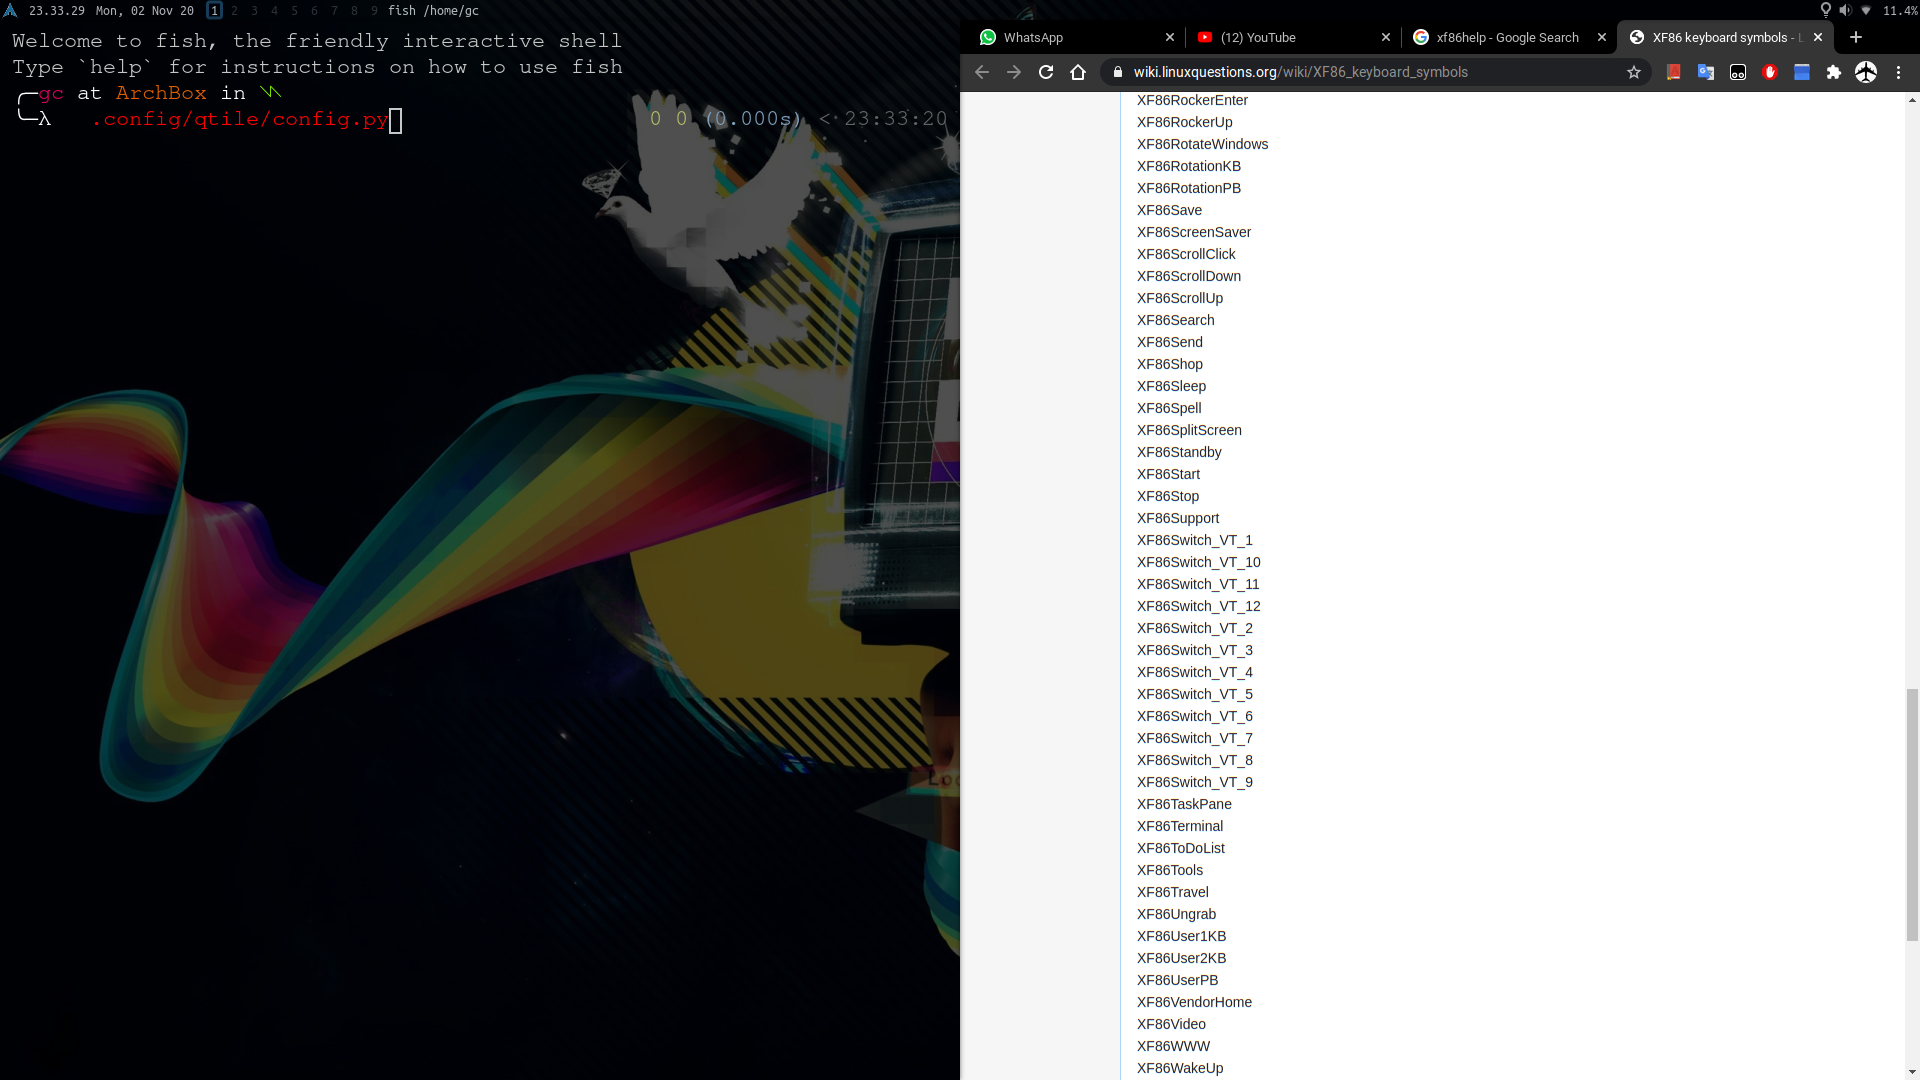 23.33.29 Mon, 02 Nov 20 1 2 3 4 5 6 7 8 9 fish /home/gc 11.4%
Welcome to fish, the friendly interactive shell
Type `help` for instructions on how to use fish
gc at ArchBox in
λ .config/qtile/config.py 0 0 (0.000s) < 23:33:20
WhatsApp
(12) YouTube
xf86help - Google Search
XF86 keyboard symbols - L
wiki.linuxquestions.org/wiki/XF86_keyboard_symbols
XF86RockerEnter
XF86RockerUp
XF86RotateWindows
XF86RotationKB
XF86RotationPB
XF86Save
XF86ScreenSaver
XF86ScrollClick
XF86ScrollDown
XF86ScrollUp
XF86Search
XF86Send
XF86Shop
XF86Sleep
XF86Spell
XF86SplitScreen
XF86Standby
XF86Start
XF86Stop
XF86Support
XF86Switch_VT_1
XF86Switch_VT_10
XF86Switch_VT_11
XF86Switch_VT_12
XF86Switch_VT_2
XF86Switch_VT_3
XF86Switch_VT_4
XF86Switch_VT_5
XF86Switch_VT_6
XF86Switch_VT_7
XF86Switch_VT_8
XF86Switch_VT_9
XF86TaskPane
XF86Terminal
XF86ToDoList
XF86Tools
XF86Travel
XF86Ungrab
XF86User1KB
XF86User2KB
XF86UserPB
XF86VendorHome
XF86Video
XF86WWW
XF86WakeUp